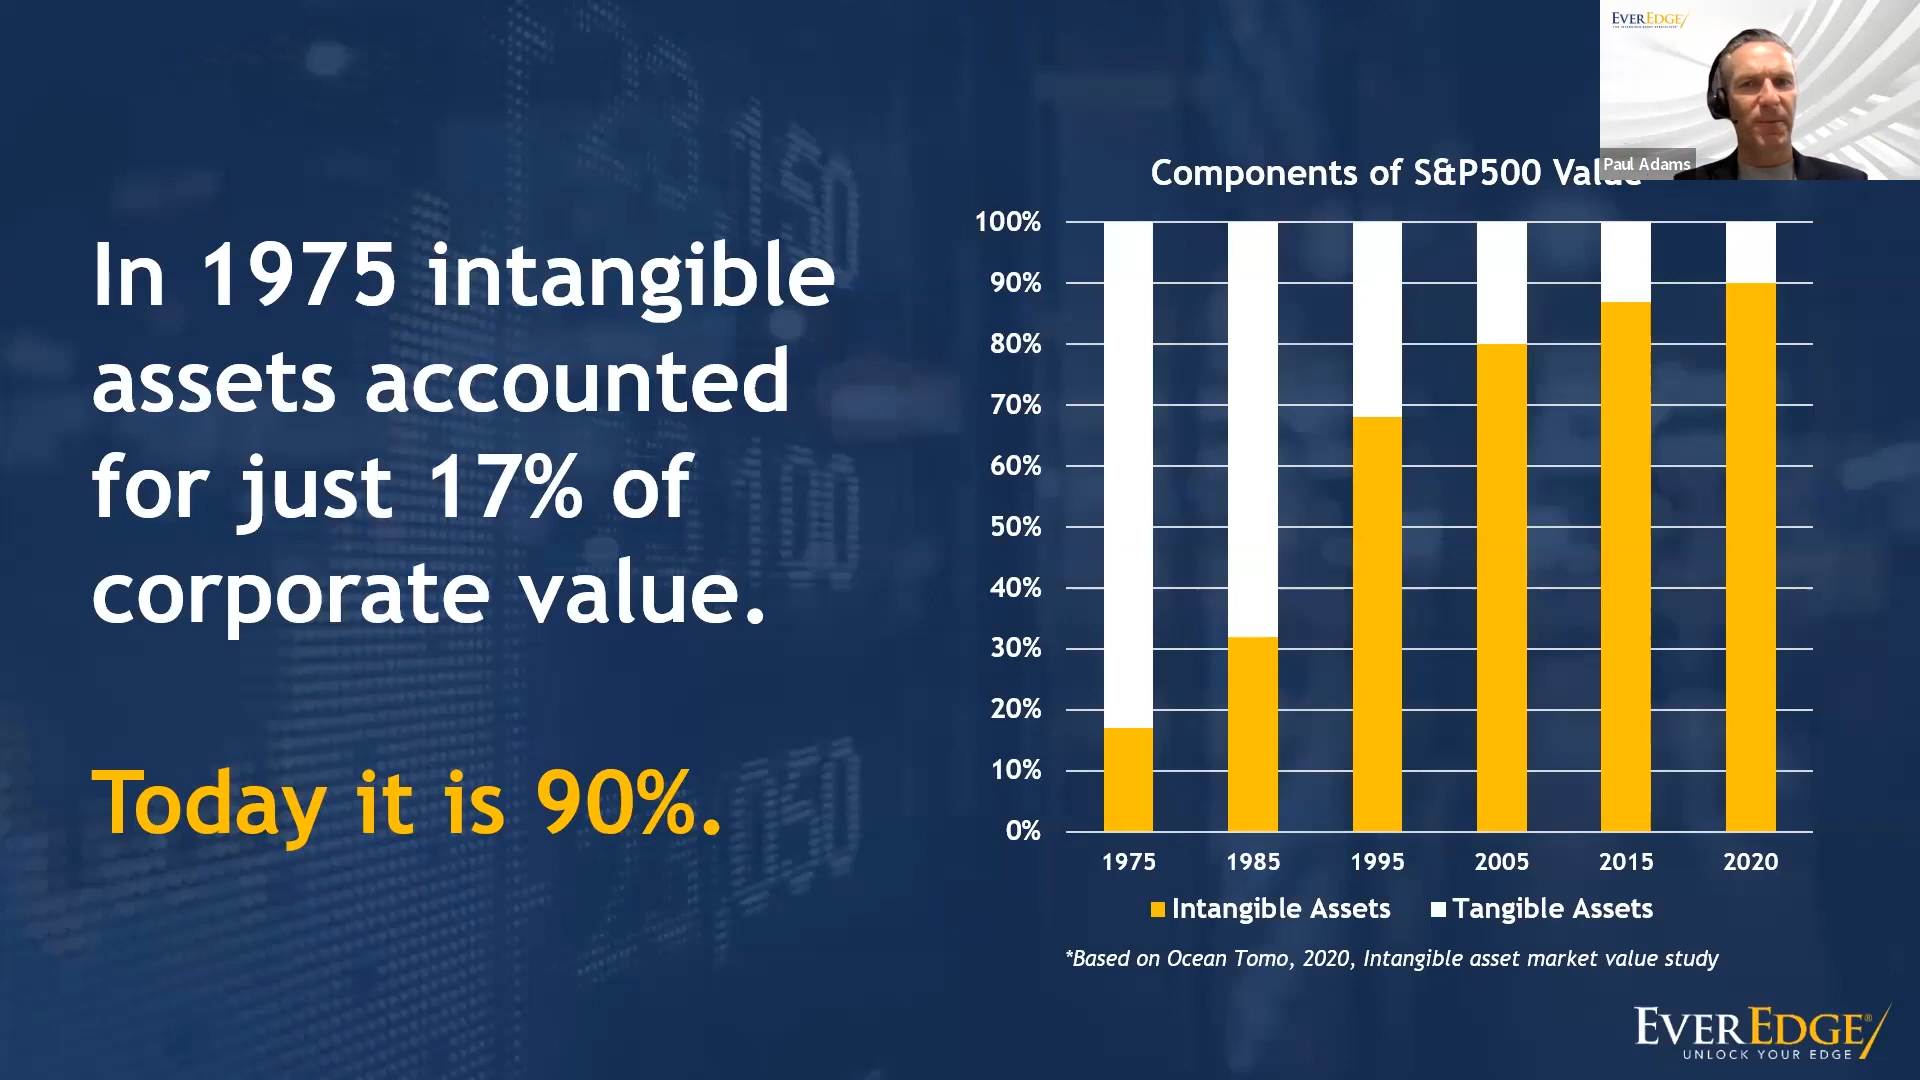 EVEREDGE
Paul Adams
In 1975 intangible
assets accounted
for just 17% of
corporate value.
Today it is 90%.
Components of S&P500 Value
100%
90%
80%
70%
60%
50%
40%
30%
20%
10%
0%
1975 1985 1995 2005 2015 2020
Intangible Assets Tangible Assets
*Based on Ocean Tomo, 2020, Intangible asset market value study
EVEREDGE®
UNLOCK YOUR EDGE